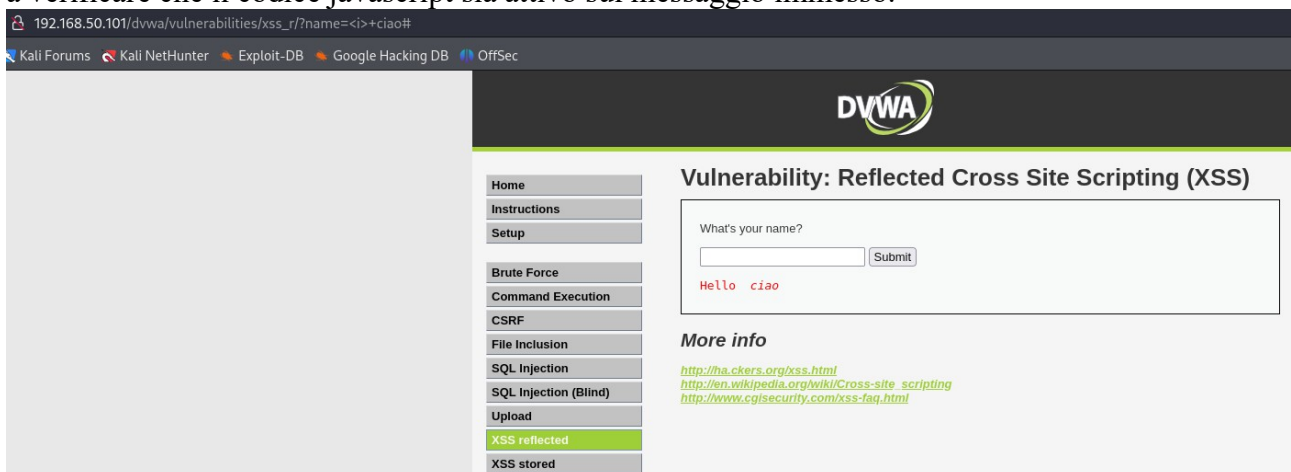 a verificare che il codice javascript sia attivo sul messaggio immesso.
192.168.50.101/dvwa/vulnerabilities/xss_r/?name=<i>+ciao#
Kali Forums Kali NetHunter Exploit-DB Google Hacking DB OffSec
DVWA
Vulnerability: Reflected Cross Site Scripting (XSS)
Home
Instructions
Setup
Brute Force
Command Execution
CSRF
File Inclusion
SQL Injection
SQL Injection (Blind)
Upload
XSS reflected
XSS stored
What's your name?
Submit
Hello ciao
More info
http://ha.ckers.org/xss.html
http://en.wikipedia.org/wiki/Cross-site_scripting
http://www.cgisecurity.com/xss-faq.html